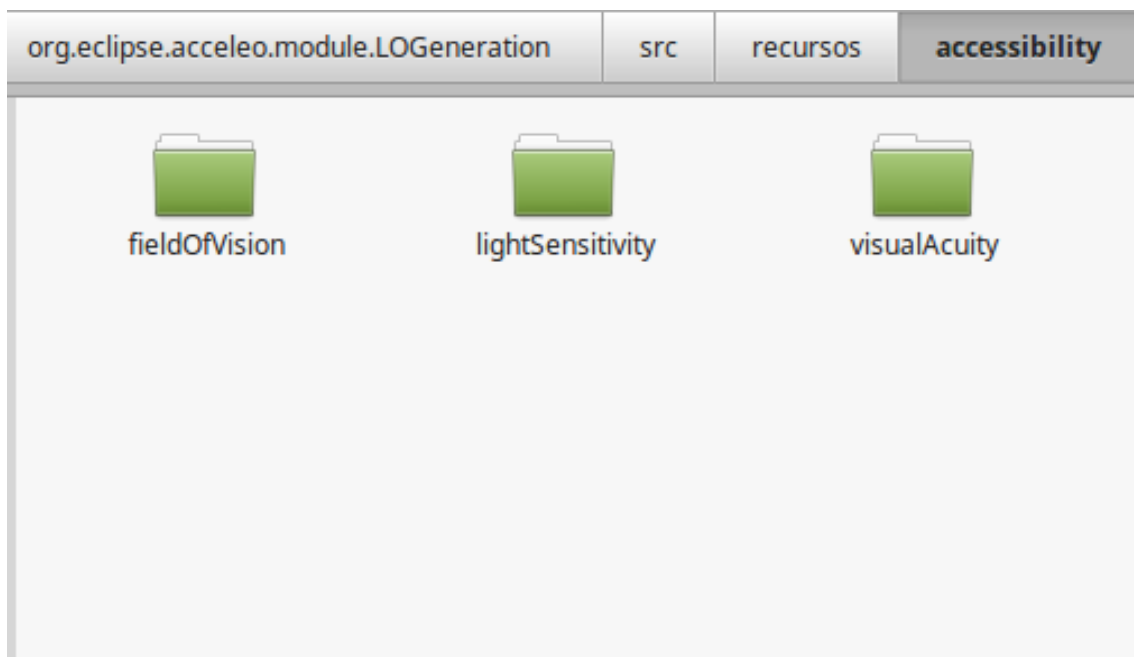 org.eclipse.acceleo.module.LOGeneration src recursos accessibility
fieldOfVision lightSensitivity visualAcuity